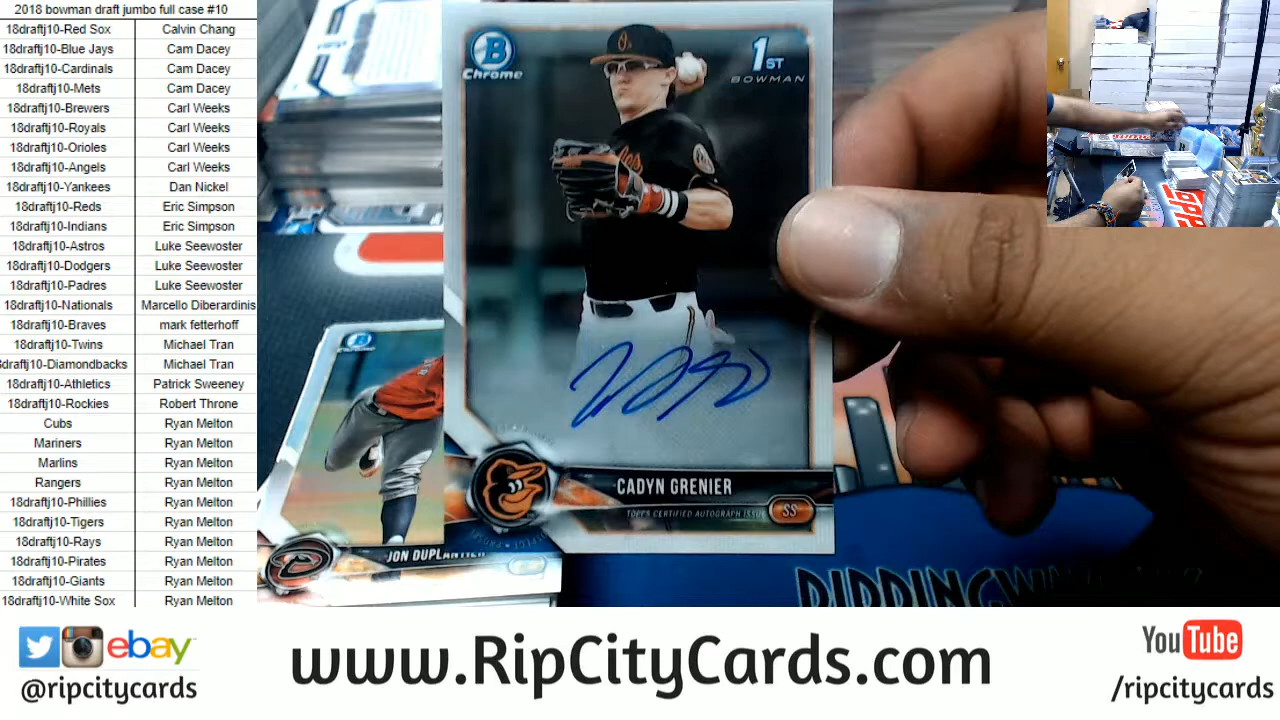 2018 bowman draft jumbo full case #10
18draftj10-Red Sox Calvin Chang
18draftj10-Blue Jays Cam Dacey
18draftj10-Cardinals Cam Dacey
18draftj10-Mets Cam Dacey
18draftj10-Brewers Carl Weeks
18draftj10-Royals Carl Weeks
18draftj10-Orioles Carl Weeks
18draftj10-Angels Carl Weeks
18draftj10-Yankees Dan Nickel
18draftj10-Reds Eric Simpson
18draftj10-Indians Eric Simpson
18draftj10-Astros Luke Seewoster
18draftj10-Dodgers Luke Seewoster
18draftj10-Padres Luke Seewoster
18draftj10-Nationals Marcello Diberardinis
18draftj10-Braves mark fetterhoff
18draftj10-Twins Michael Tran
draftj10-Diamondbacks Michael Tran
18draftj10-Athletics Patrick Sweeney
18draftj10-Rockies Robert Throne
Cubs Ryan Melton
Mariners Ryan Melton
Marlins Ryan Melton
Rangers Ryan Melton
18draftj10-Phillies Ryan Melton
18draftj10-Tigers Ryan Melton
18draftj10-Rays Ryan Melton
18draftj10-Pirates Ryan Melton
18draftj10-Giants Ryan Melton
18draftj10-White Sox Ryan Melton
B
Chrome
1ST
BOWMAN
CADYN GRENIER
TOPPS CERTIFIED AUTOGRAPH ISSUE
SS
JON DUPLANTIER
ebay
@ripcitycards
www.RipCityCards.com
YouTube
/ripcitycards